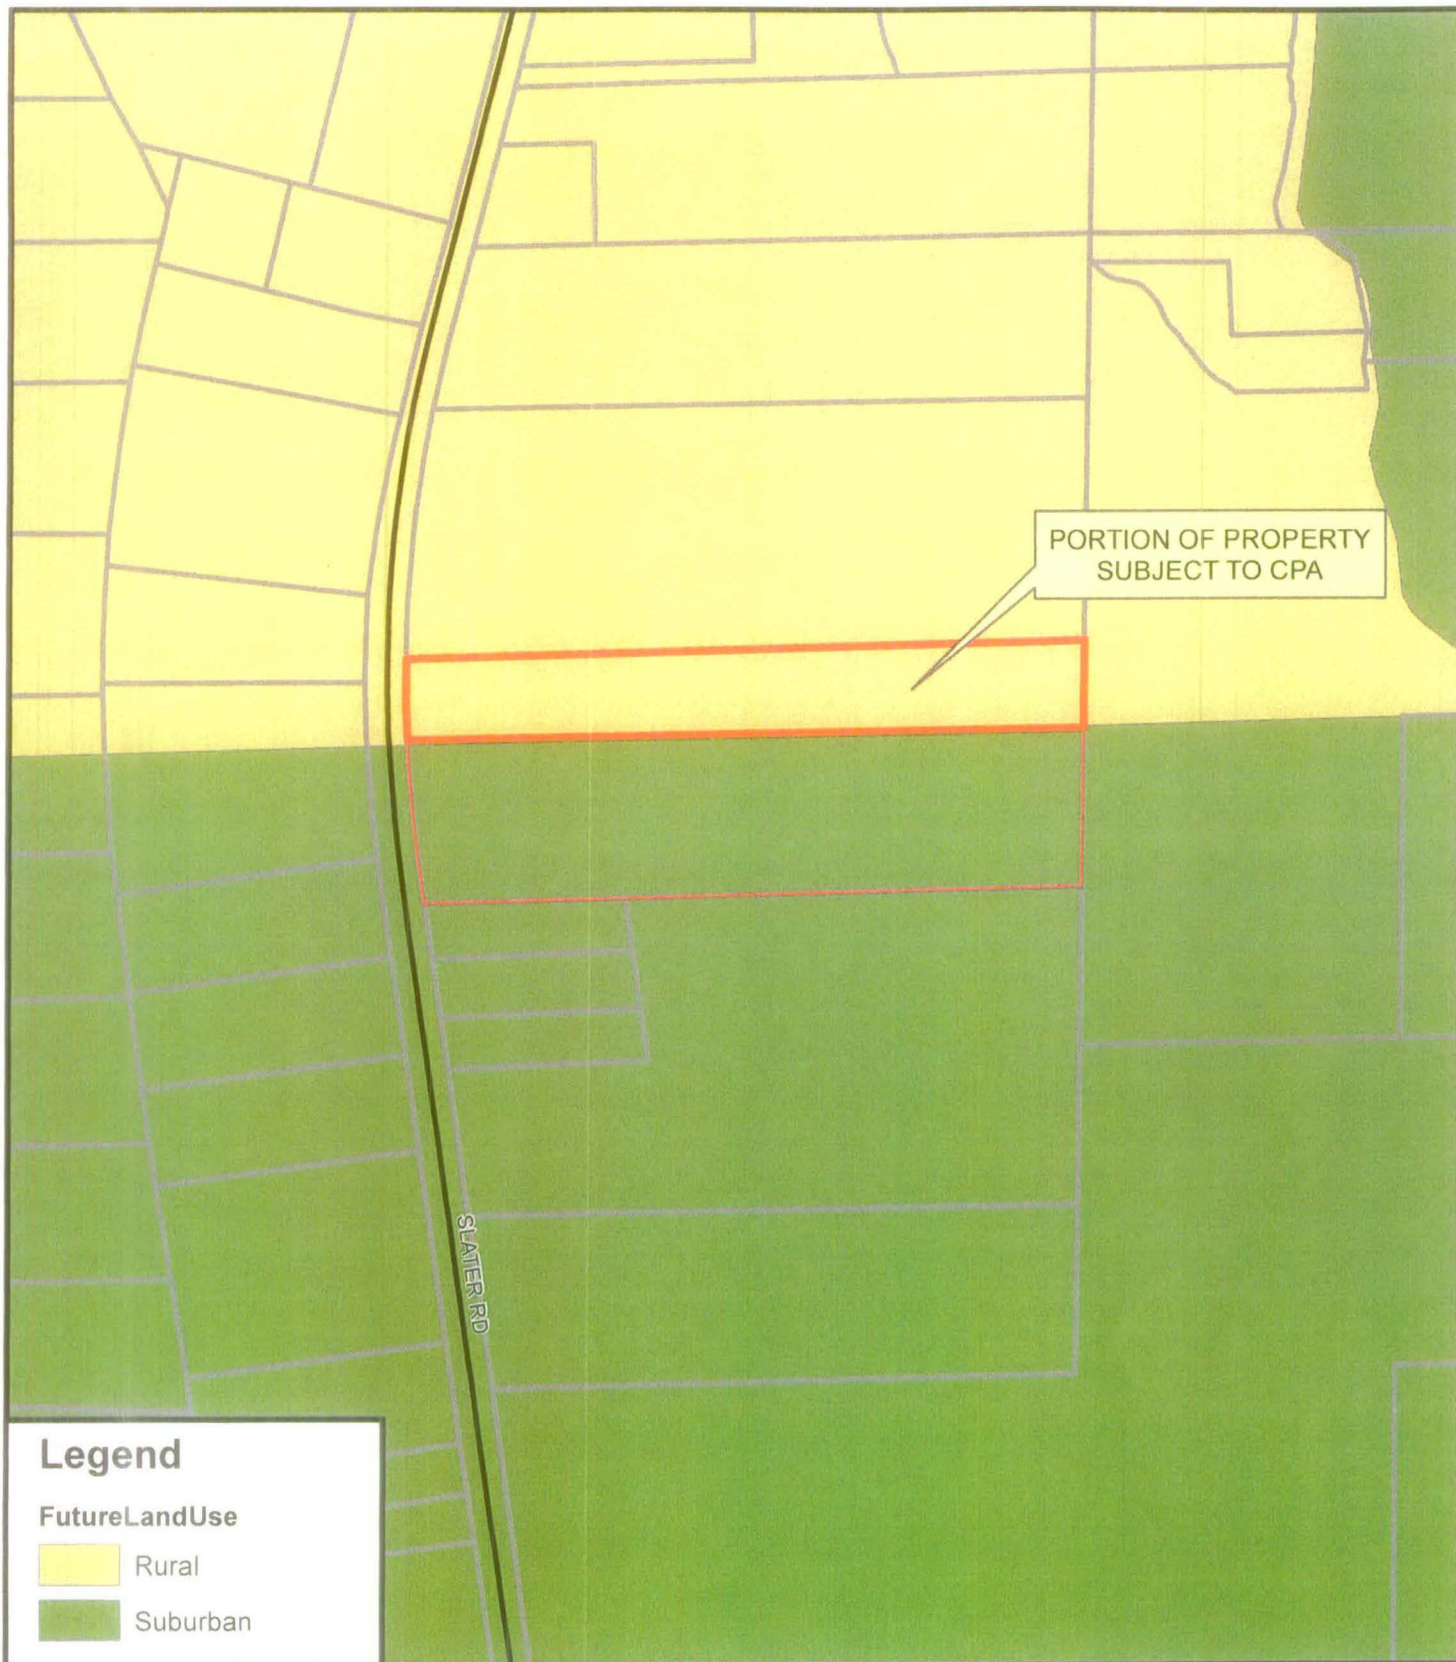 PORTION OF PROPERTY
SUBJECT TO CPA
SLATER RD
Legend
FutureLandUse
Rural
Suburban